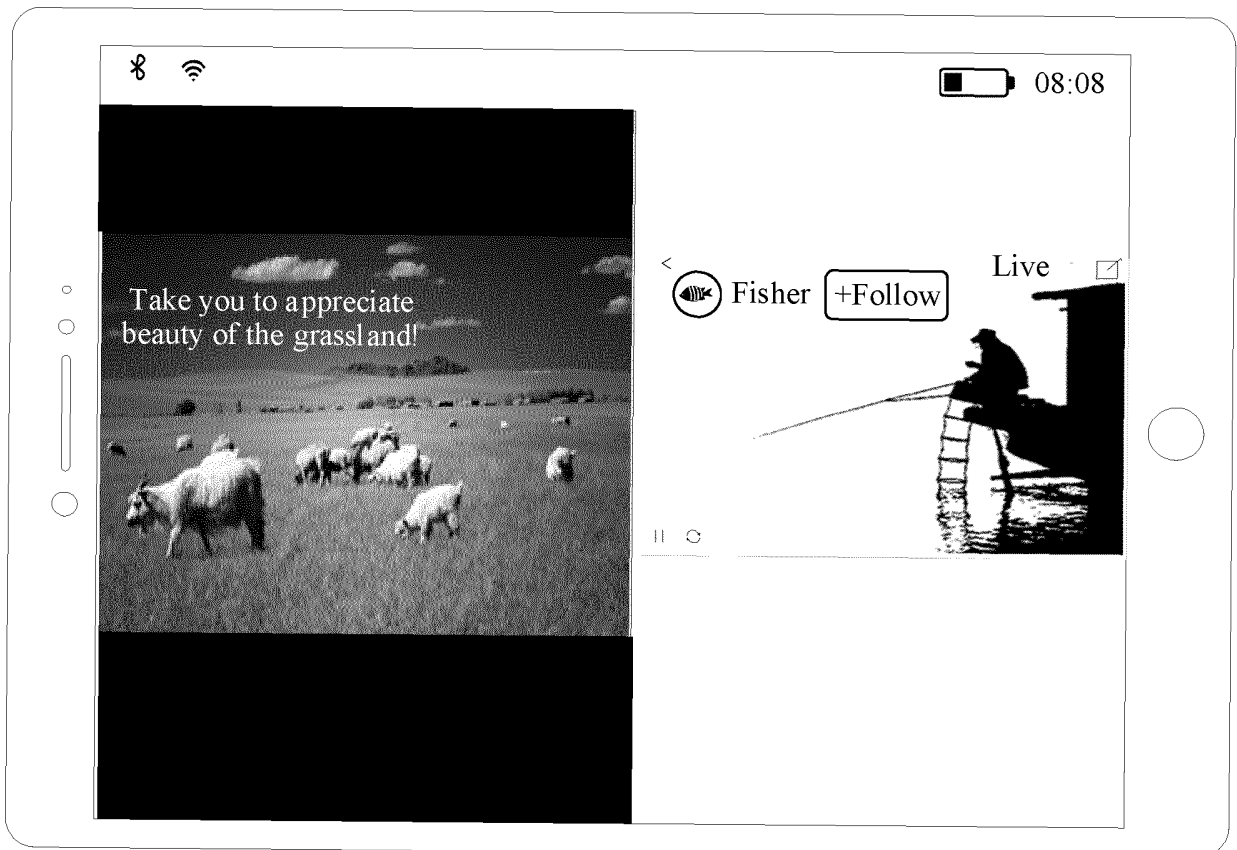 08:08
Take you to appreciate
beauty of the grassland!
<
Live
Fisher
+Follow